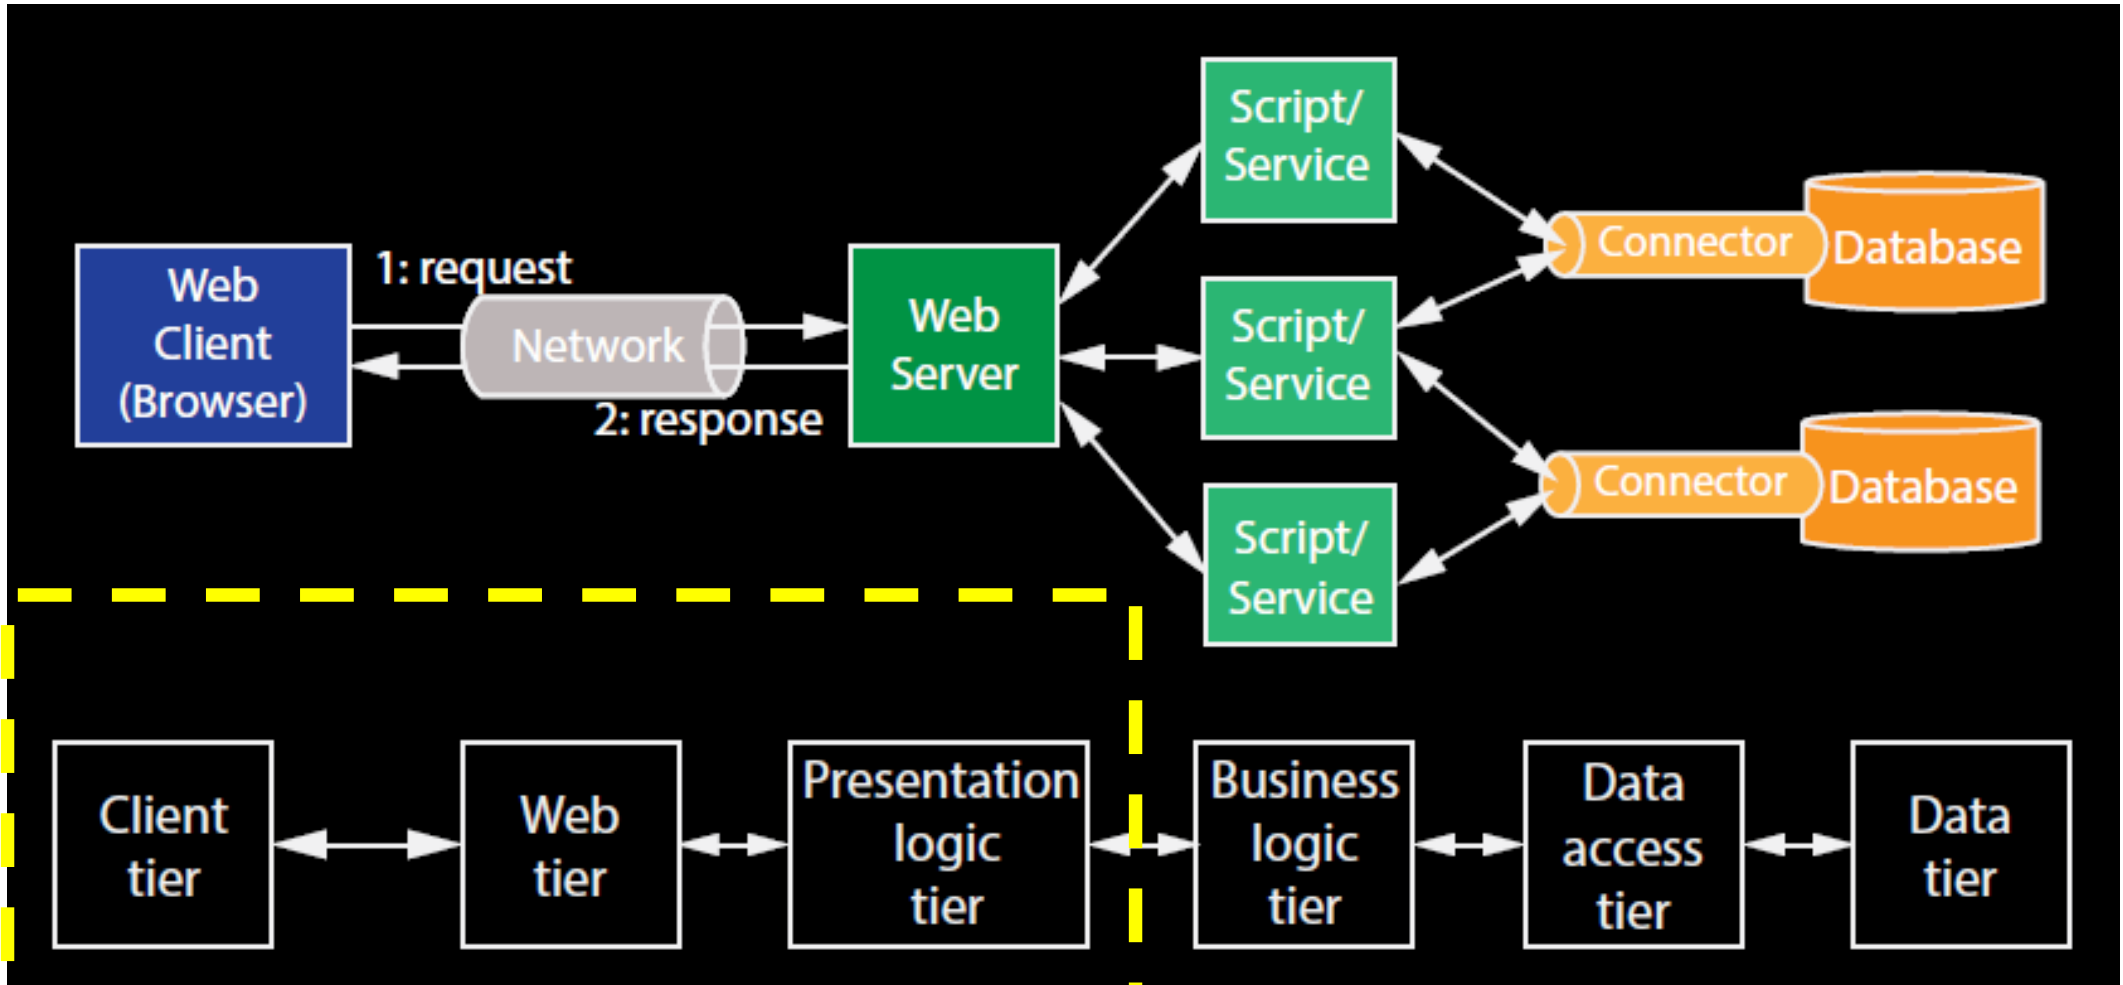 Web
Client
(Browser)
1: request
Network
2: response
Web
Server
Script/
Service
Script/
Service
Script/
Service
Connector
Database
Connector
Database
Client
tier
Web
tier
Presentation
logic
tier
Business
logic
tier
Data
access
tier
Data
tier